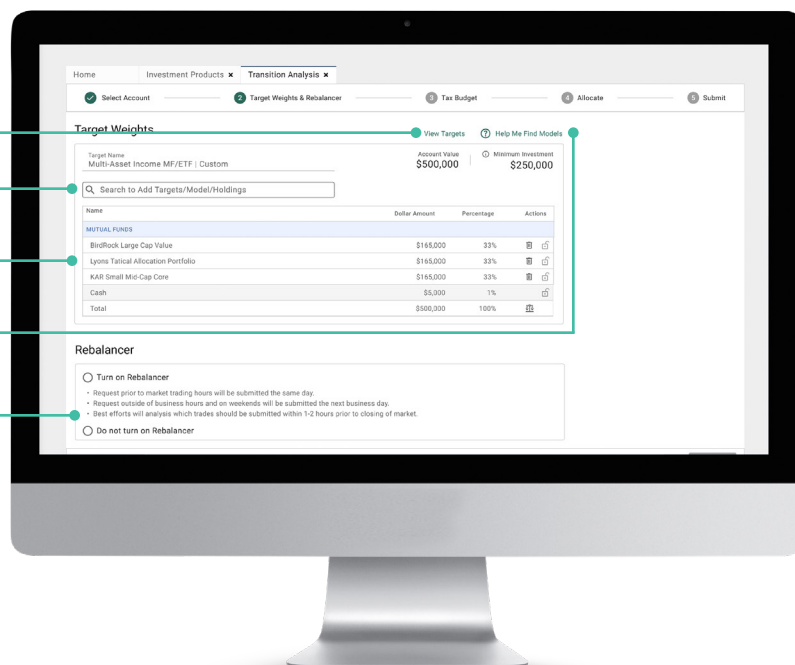 Home Investment Products × Transition Analysis ×
Select Account 2 Target Weights & Rebalancer 3 Tax Budget 4 Allocate 5 Submit
Target Weights
View Targets ? Help Me Find Models
Target Name Account Value Minimum Investment
Multi-Asset Income MF/ETF | Custom $500,000 $250,000
Search to Add Targets/Model/Holdings
Name Dollar Amount Percentage Actions
MUTUAL FUNDS
BirdRock Large Cap Value $165,000 33%
Lyons Tatical Allocation Portfolio $165,000 33%
KAR Small Mid-Cap Core $165,000 33%
Cash $5,000 1%
Total $500,000 100%
Rebalancer
Turn on Rebalancer
• Request prior to market trading hours will be submitted the same day.
• Request outside of business hours and on weekends will be submitted the next business day.
• Best efforts will analysis which trades should be submitted within 1-2 hours prior to closing of market.
Do not turn on Rebalancer